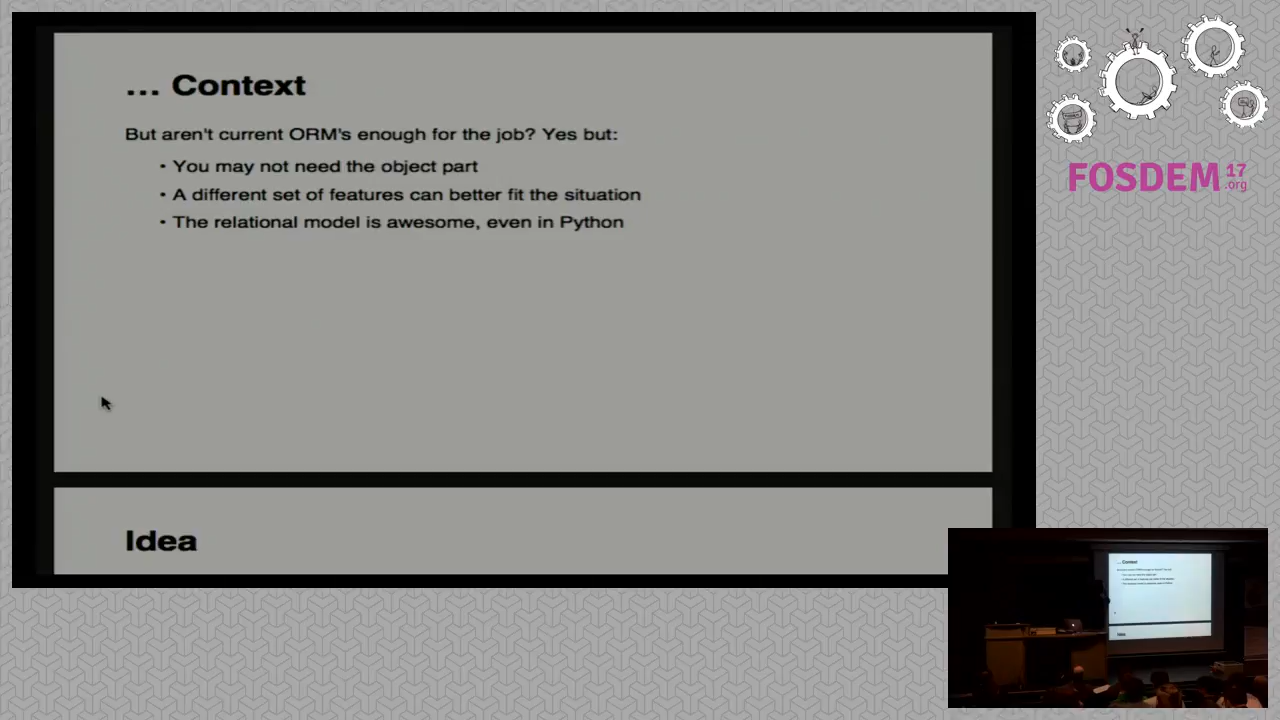 ... Context
But aren't current ORM's enough for the job? Yes but:
• You may not need the object part
• A different set of features can better fit the situation
• The relational model is awesome, even in Python
Idea
FOSDEM 17
.org
... Context
Idea